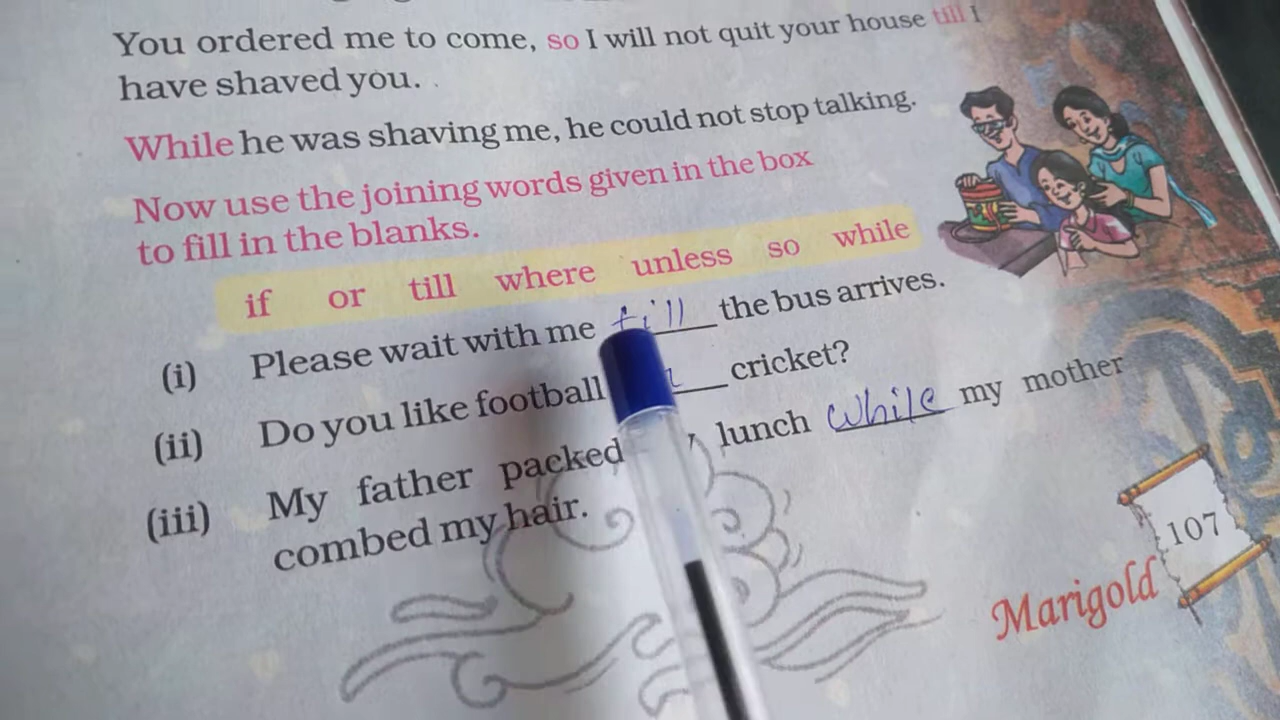 You ordered me to come, so I will not quit your house till I
have shaved you.
While he was shaving me, he could not stop talking.
Now use the joining words given in the box
to fill in the blanks.
if or till where unless so while
(i) Please wait with me till the bus arrives.
(ii) Do you like football cricket?
(iii) My father packed lunch while my mother
combed my hair.
107
Marigold